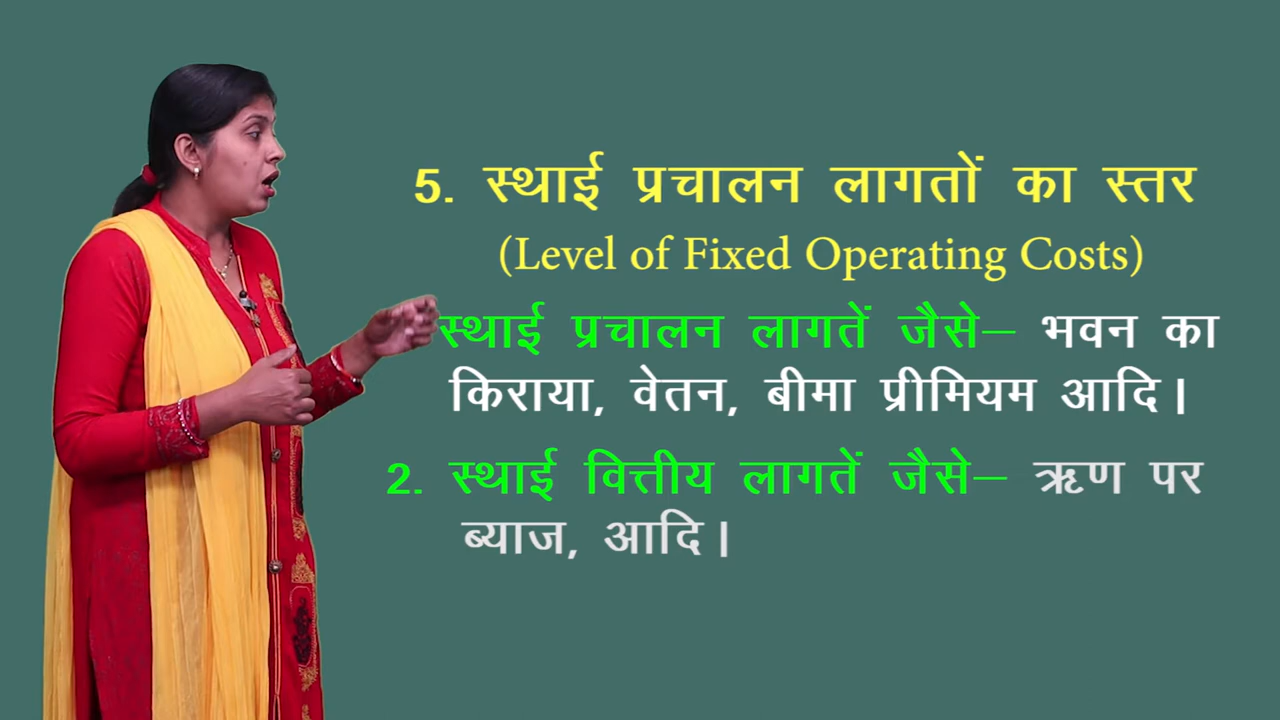 5. स्थाई प्रचालन लागतों का स्तर
(Level of Fixed Operating Costs)
स्थाई प्रचालन लागतें जैसे– भवन का
किराया, वेतन, बीमा प्रीमियम आदि।
2. स्थाई वित्तीय लागतें जैसे– ऋण पर
ब्याज, आदि।